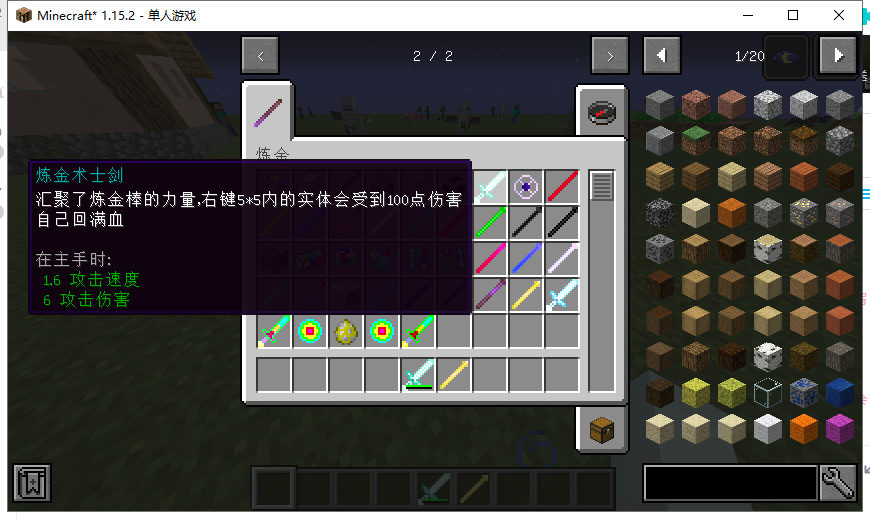 Minecraft* 1.15.2 - 单人游戏
<
2 / 2
>
1/20
炼金
炼金术士剑
汇聚了炼金棒的力量,右键5*5内的实体会受到100点伤害
自己回满血
在主手时:
1.6 攻击速度
6 攻击伤害